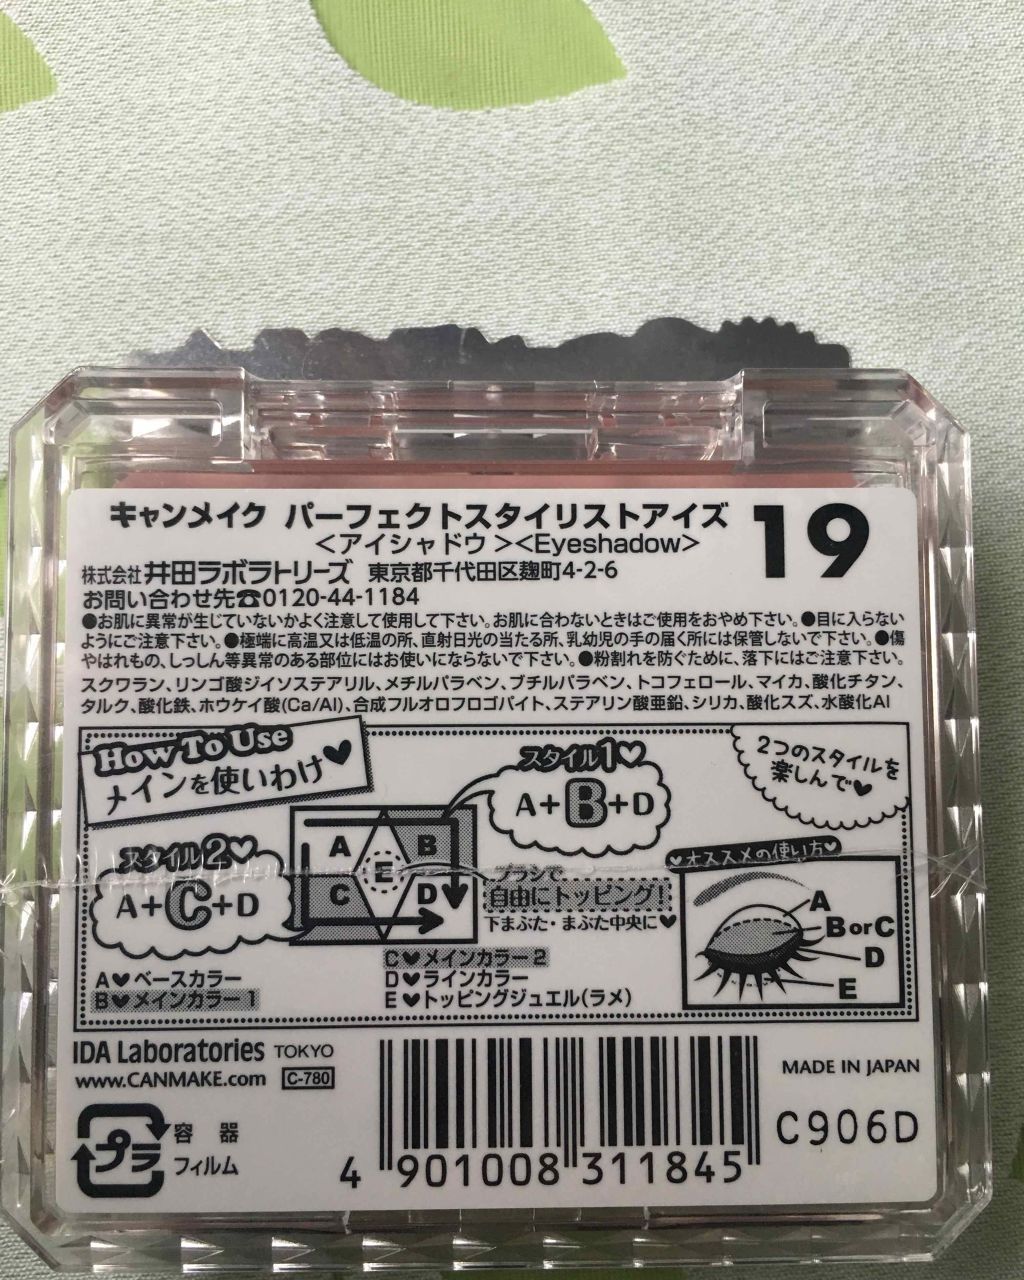 キャンメイク パーフェクトスタイリストアイズ 19
<アイシャドウ><Eyeshadow>
株式会社 井田ラボラトリーズ 東京都千代田区麹町4-2-6
お問い合わせ先☎0120-44-1184
●お肌に異常が生じていないかよく注意して使用して下さい。お肌に合わないときはご使用をおやめ下さい。●目に入らない
ようにご注意下さい。●極端に高温又は低温の所、直射日光の当たる所、乳幼児の手の届く所には保管しないで下さい。●傷
やはれもの、しっしん等異常のある部位にはお使いにならないで下さい。●粉割れを防ぐために、落下にはご注意下さい。
スクワラン、リンゴ酸ジイソステアリル、メチルパラベン、ブチルパラベン、トコフェロール、マイカ、酸化チタン、
タルク、酸化鉄、ホウケイ酸(Ca/Al)、合成フルオロフロゴパイト、ステアリン酸亜鉛、シリカ、酸化スズ、水酸化Al
How To Use
メインを使いわけ♥
スタイル1♥
A+B+D
2つのスタイルを
楽しんで♥
スタイル2♥
A+C+D
A B
E
C D
ブラシで
自由にトッピング!
下まぶた・まぶた中央に♥
♥オススメの使い方♥
A
B or C
D
E
A♥ベースカラー
B♥メインカラー1
C♥メインカラー2
D♥ラインカラー
E♥トッピングジュエル(ラメ)
IDA Laboratories TOKYO
www.CANMAKE.com C-780
MADE IN JAPAN
C906D
プラ
容 器
フィルム
4 901008 311845